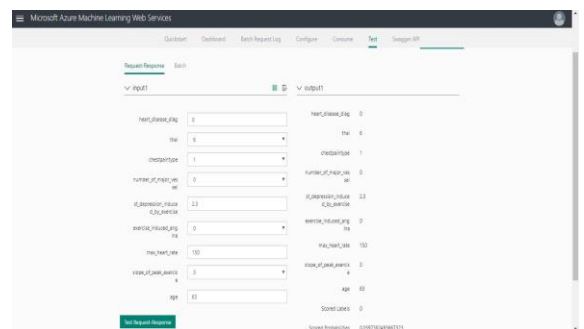 Microsoft Azure Machine Learning Web Services
Quickstart Dashboard Batch Request Log Configure Consume Test Swagger API
Request-Response Batch
input1
heart_disease_diag 0
thal 6
chestpaintype 1
number_of_major_ves
sel 0
st_depression_induce
d_by_exercise 2.3
exercise_induced_ang
ina 0
max_heart_rate 150
slope_of_peak_exercis
e 3
age 63
Test Request-Response
output1
heart_disease_diag 0
thal 6
chestpaintype 1
number_of_major_ves
sel 0
st_depression_induce
d_by_exercise 2.3
exercise_induced_ang
ina 0
max_heart_rate 150
slope_of_peak_exercis
e 3
age 63
Scored Labels 0
Scored Probabilities